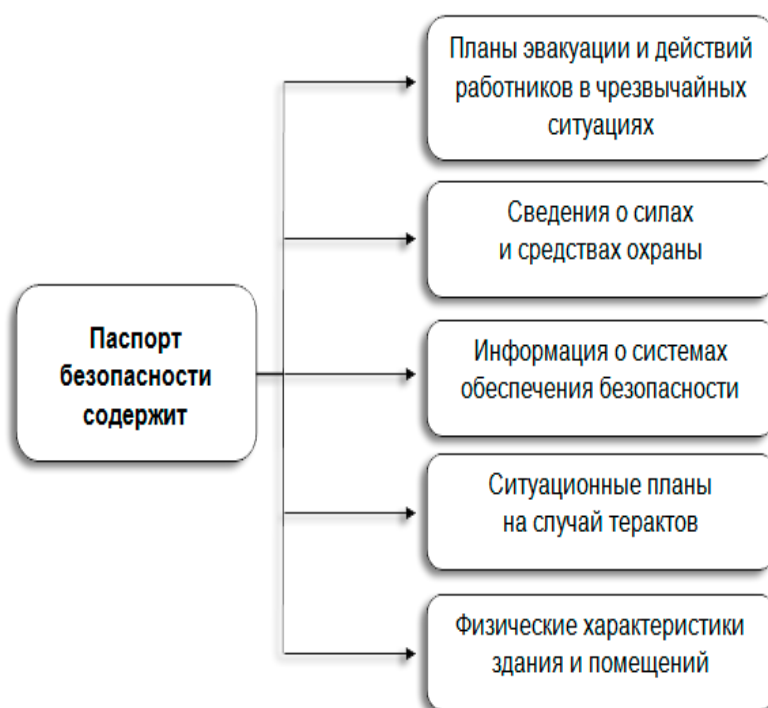 Паспорт
безопасности
содержит
Планы эвакуации и действий
работников в чрезвычайных
ситуациях
Сведения о силах
и средствах охраны
Информация о системах
обеспечения безопасности
Ситуационные планы
на случай терактов
Физические характеристики
здания и помещений